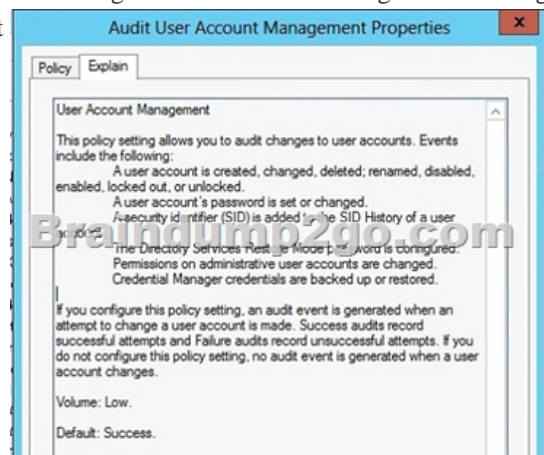 Audit User Account Management Properties
x
Policy
Explain
User Account Management
This policy setting allows you to audit changes to user accounts. Events
include the following:
A user account is created, changed, deleted; renamed, disabled,
enabled, locked out, or unlocked.
A user account's password is set or changed.
A security identifier (SID) is added to the SID History of a user
account.
Braindump2go.com
The Directory Services Restore Mode password is configured.
Permissions on administrative user accounts are changed.
Credential Manager credentials are backed up or restored.
If you configure this policy setting, an audit event is generated when an
attempt to change a user account is made. Success audits record
successful attempts and Failure audits record unsuccessful attempts. If you
do not configure this policy setting, no audit event is generated when a user
account changes.
Volume: Low.
Default: Success.